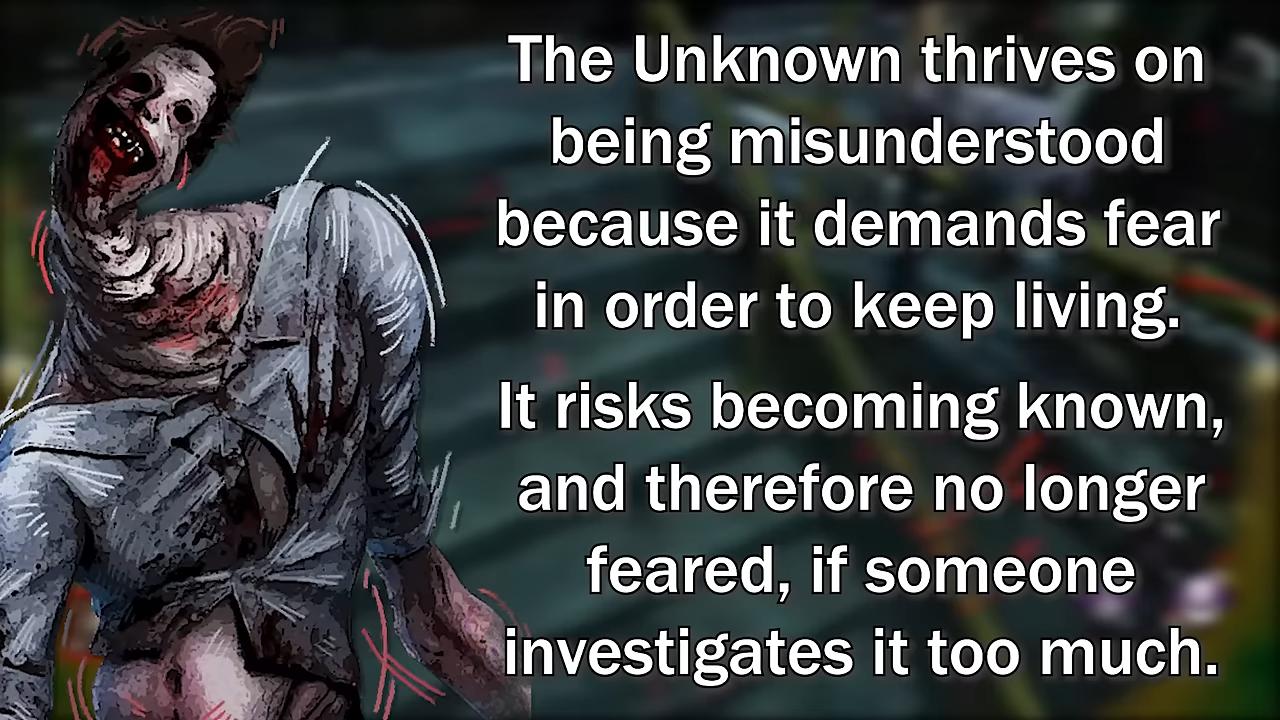 The Unknown thrives on
being misunderstood
because it demands fear
in order to keep living.
It risks becoming known,
and therefore no longer
feared, if someone
investigates it too much.